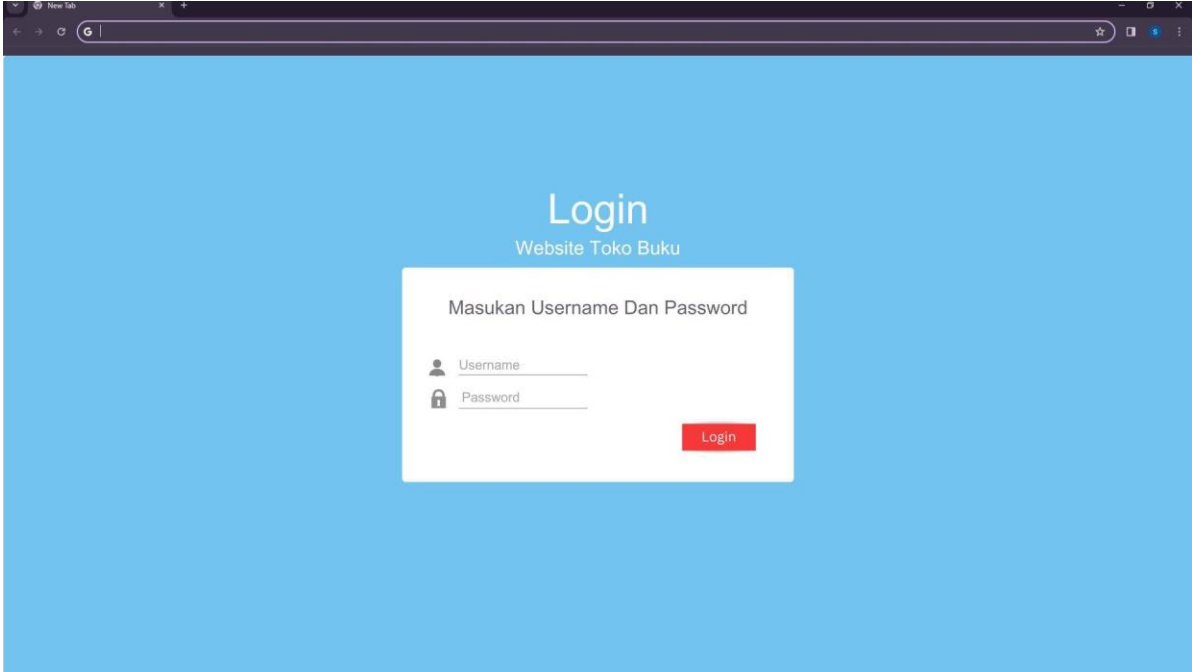 New Tab
G
S
Login
Website Toko Buku
Masukan Username Dan Password
Username
Password
Login